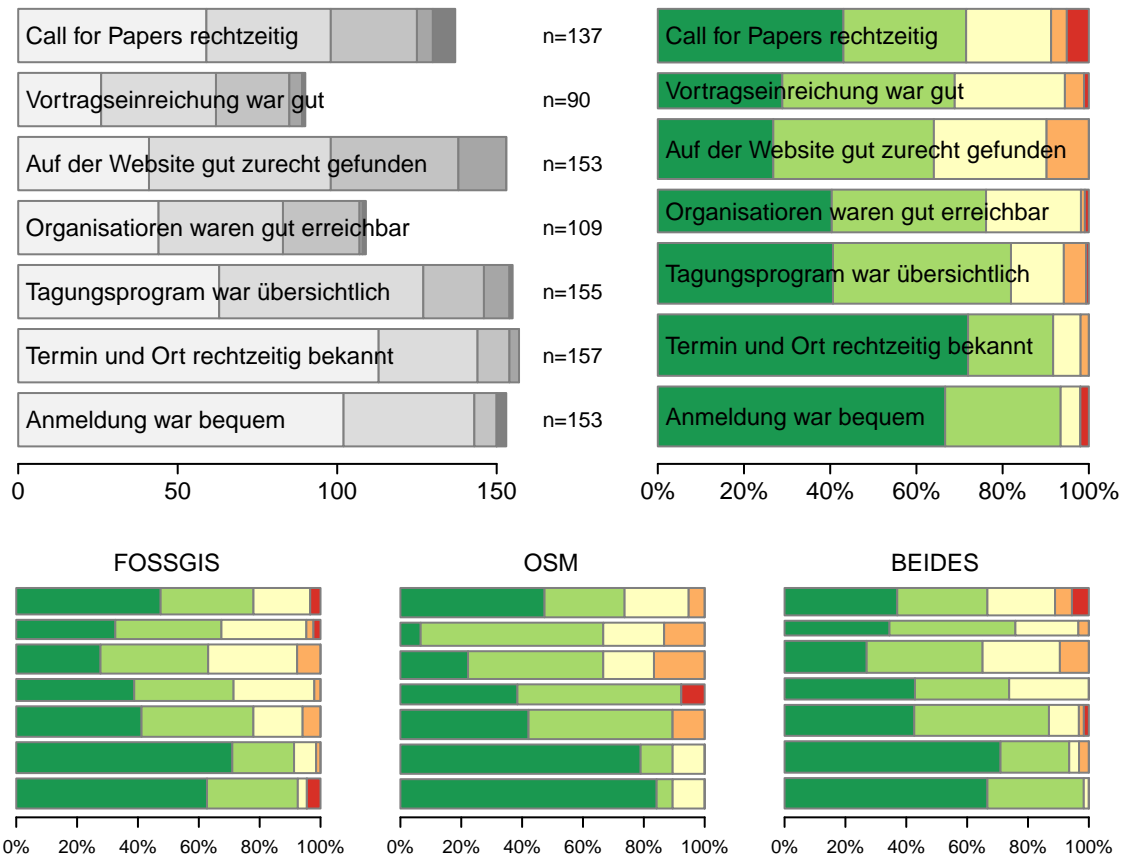 Call for Papers rechtzeitig n=137 Call for Papers rechtzeitig
Vortragseinreichung war gut n=90 Vortragseinreichung war gut
Auf der Website gut zurecht gefunden n=153 Auf der Website gut zurecht gefunden
Organisatioren waren gut erreichbar n=109 Organisatioren waren gut erreichbar
Tagungsprogram war übersichtlich n=155 Tagungsprogram war übersichtlich
Termin und Ort rechtzeitig bekannt n=157 Termin und Ort rechtzeitig bekannt
Anmeldung war bequem n=153 Anmeldung war bequem
0 50 100 150 0% 20% 40% 60% 80% 100%
FOSSGIS OSM BEIDES
0% 20% 40% 60% 80% 100% 0% 20% 40% 60% 80% 100% 0% 20% 40% 60% 80% 100%